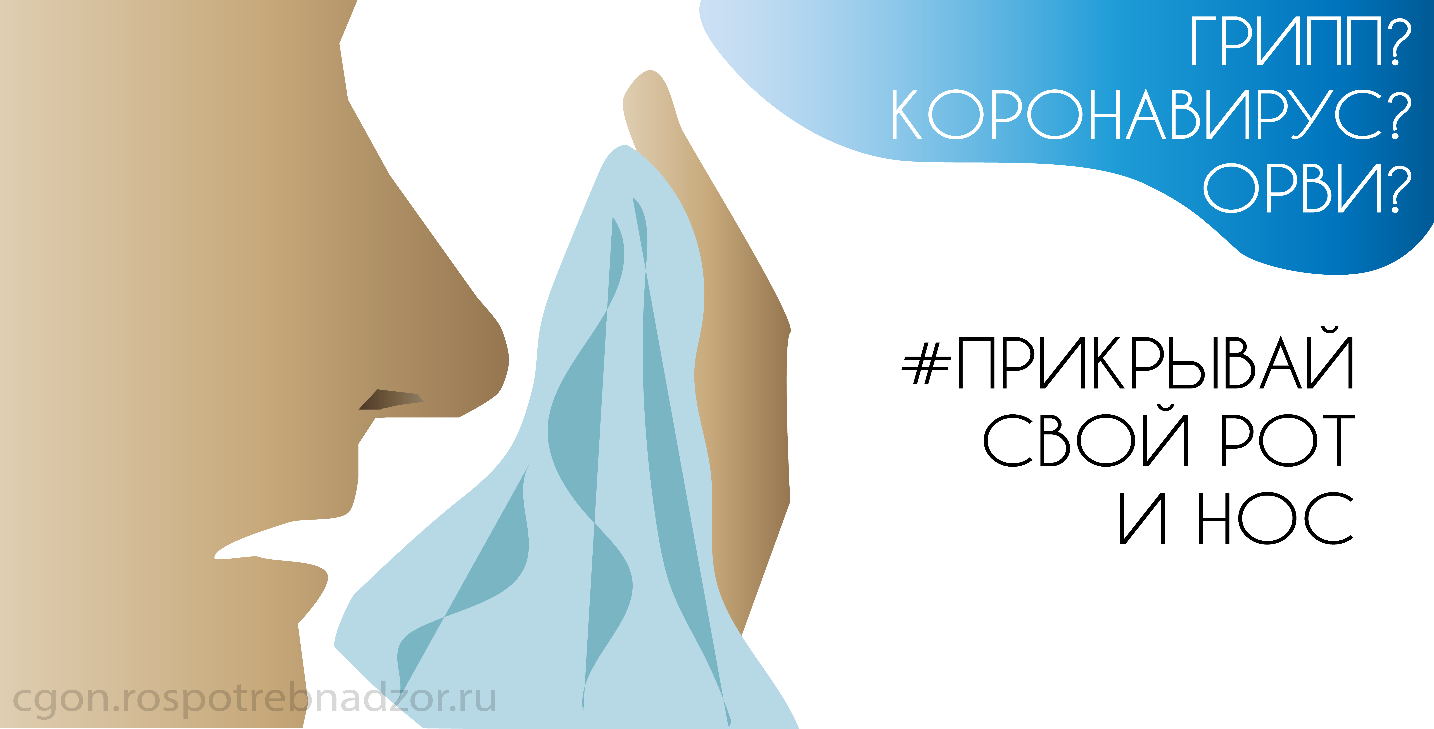 ГРИПП?
КОРОНАВИРУС?
ОРВИ?
#ПРИКРЫВАЙ
СВОЙ РОТ
И НОС
cgon.rospotrebnadzor.ru